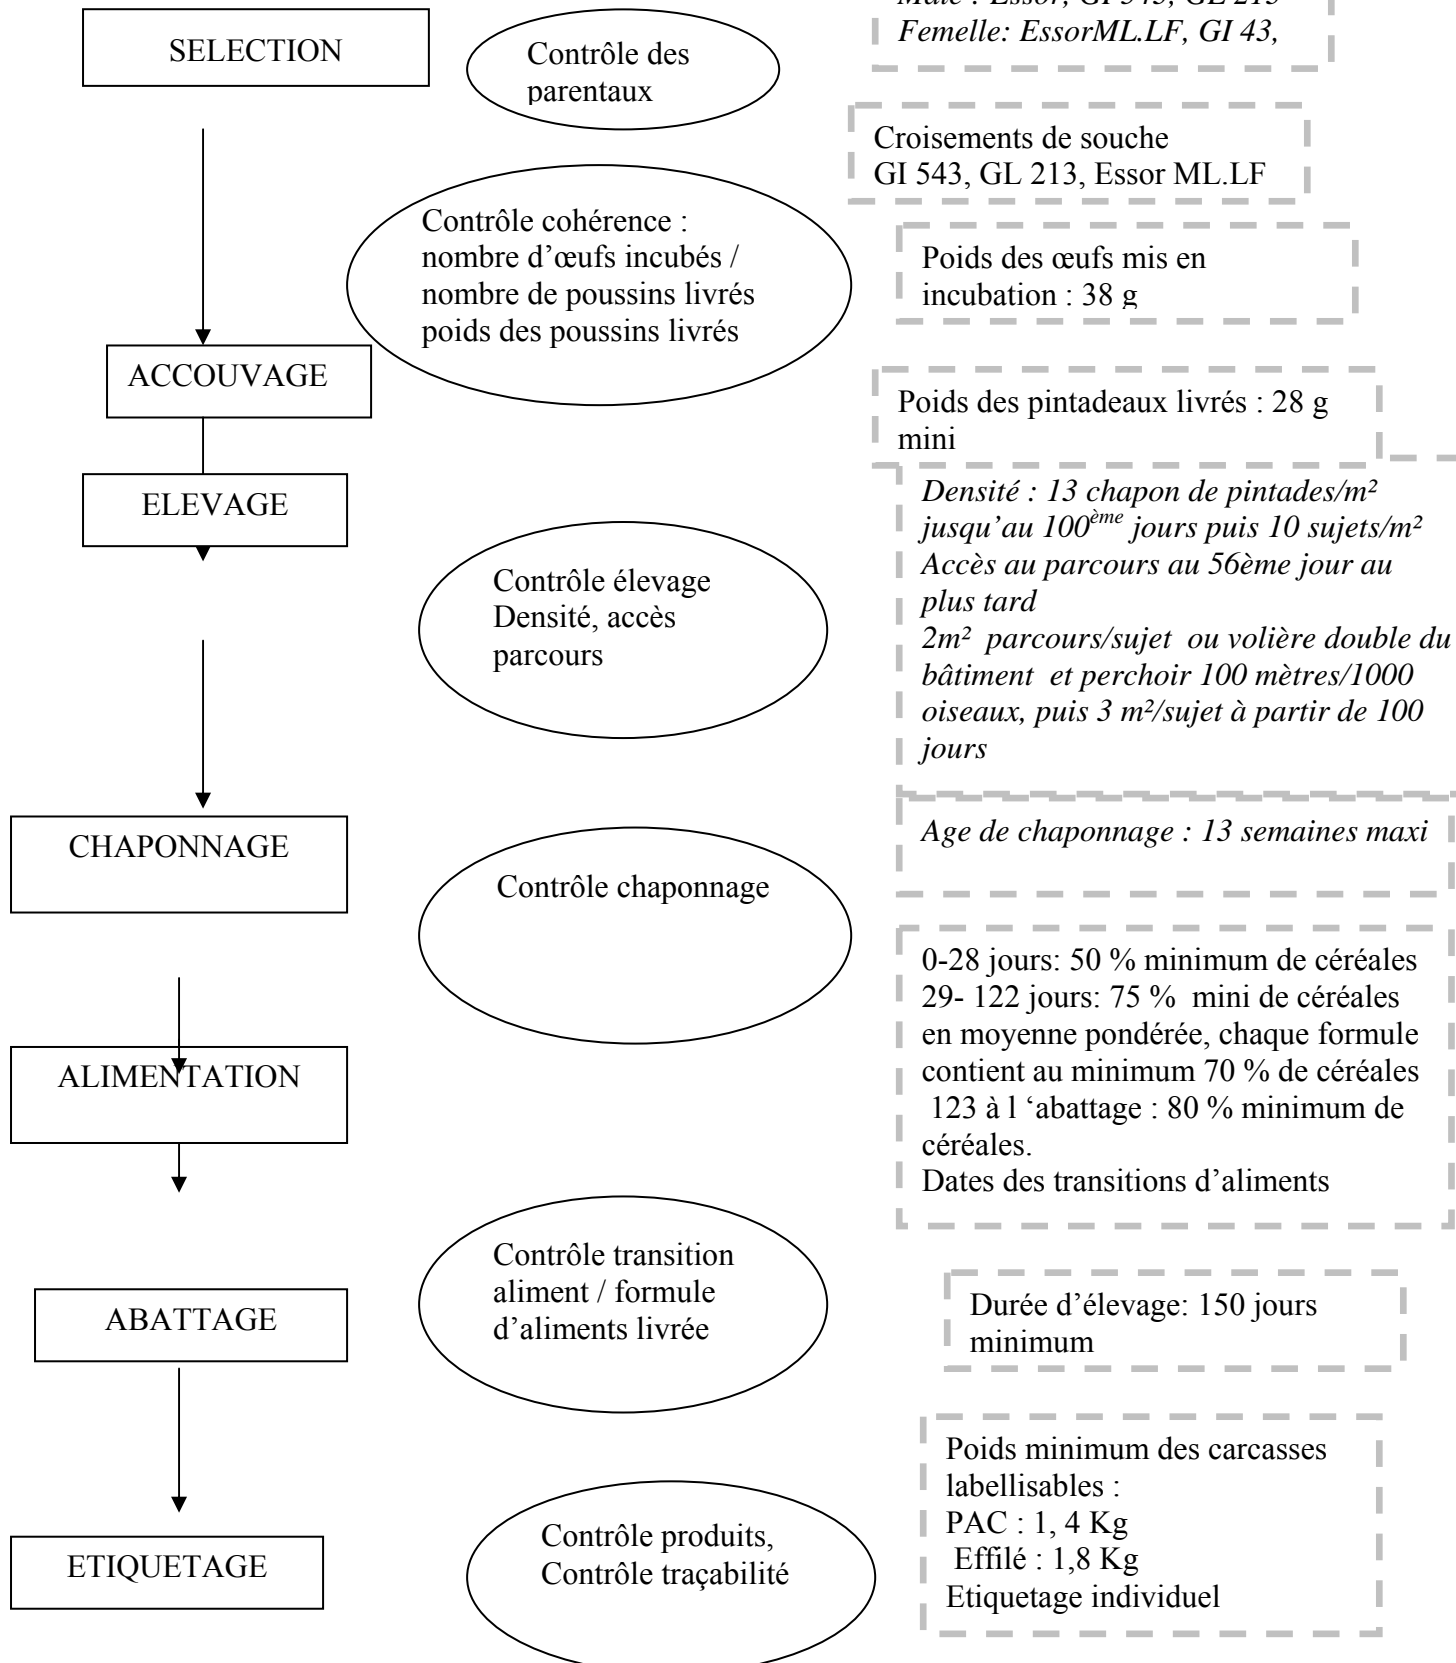 Mâle : Essor, GI 543, GL 213
Femelle: EssorML.LF, GI 43,
SELECTION
Contrôle des
parentaux
Croisements de souche
GI 543, GL 213, Essor ML.LF
Contrôle cohérence :
nombre d’œufs incubés /
nombre de poussins livrés
poids des poussins livrés
Poids des œufs mis en
incubation : 38 g
ACCOUVAGE
Poids des pintadeaux livrés : 28 g
mini
ELEVAGE
Contrôle élevage
Densité, accès
parcours
Densité : 13 chapon de pintades/m²
jusqu’au 100ème jours puis 10 sujets/m²
Accès au parcours au 56ème jour au
plus tard
2m² parcours/sujet ou volière double du
bâtiment et perchoir 100 mètres/1000
oiseaux, puis 3 m²/sujet à partir de 100
jours
CHAPONNAGE
Contrôle chaponnage
Age de chaponnage : 13 semaines maxi
ALIMENTATION
0-28 jours: 50 % minimum de céréales
29- 122 jours: 75 % mini de céréales
en moyenne pondérée, chaque formule
contient au minimum 70 % de céréales
123 à l ‘abattage : 80 % minimum de
céréales.
Dates des transitions d’aliments
Contrôle transition
aliment / formule
d’aliments livrée
ABATTAGE
Durée d’élevage: 150 jours
minimum
Poids minimum des carcasses
labellisables :
PAC : 1, 4 Kg
Effilé : 1,8 Kg
Etiquetage individuel
Contrôle produits,
Contrôle traçabilité
ETIQUETAGE